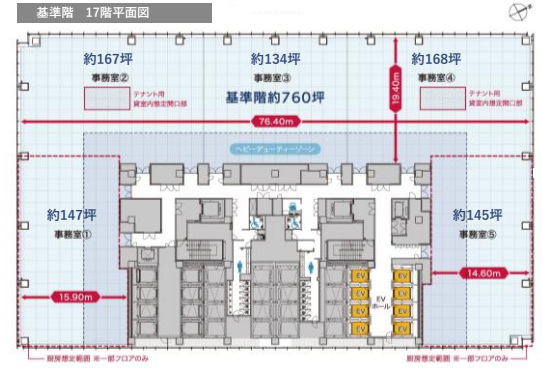 基準階　17階平面図
約167坪
事務室②
テナント用
貸室内想定開口部
約134坪
事務室③
基準階約760坪
約168坪
事務室④
テナント用
貸室内想定開口部
19.40m
76.40m
ヘビーデューティーゾーン
約147坪
事務室①
約145坪
事務室⑤
15.90m
14.60m
EV
EV
EV
EV
EV
EV
EV
EV
EV
ホール
厨房想定範囲 ※一部フロアのみ
厨房想定範囲 ※一部フロアのみ